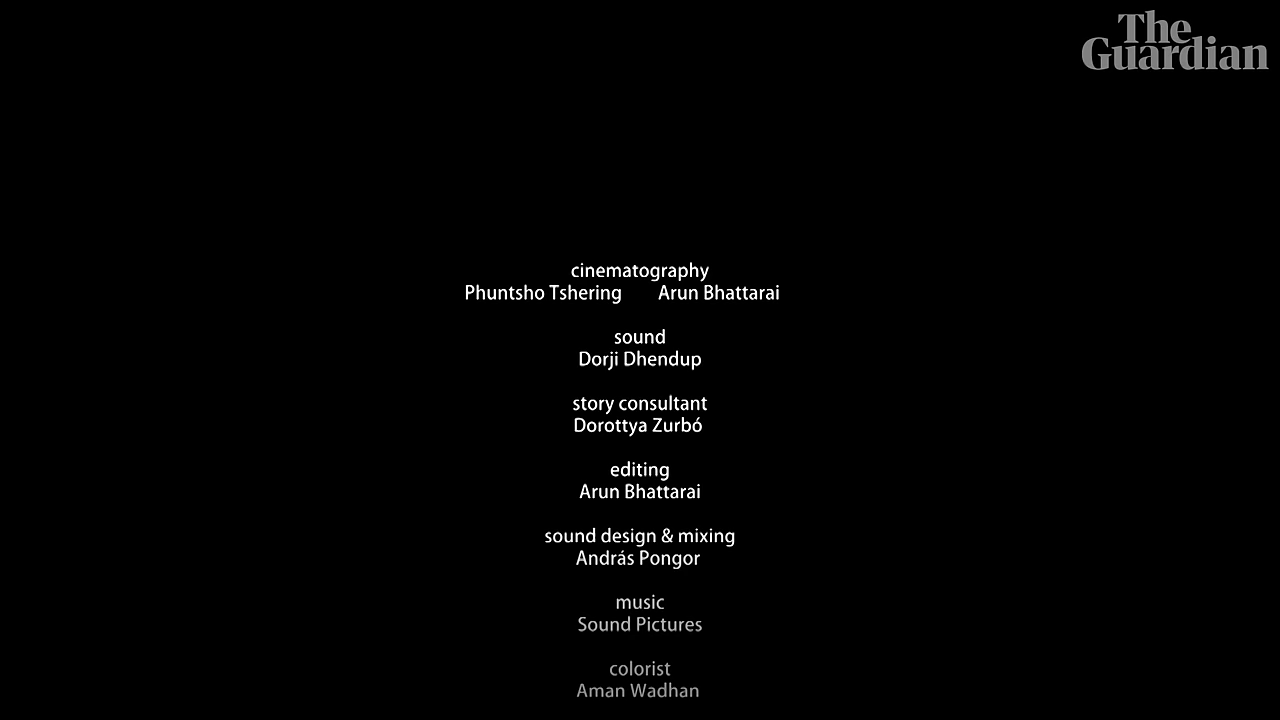 The
Guardian
cinematography
Phuntsho Tshering Arun Bhattarai
sound
Dorji Dhendup
story consultant
Dorottya Zurbó
editing
Arun Bhattarai
sound design & mixing
András Pongor
music
Sound Pictures
colorist
Aman Wadhan